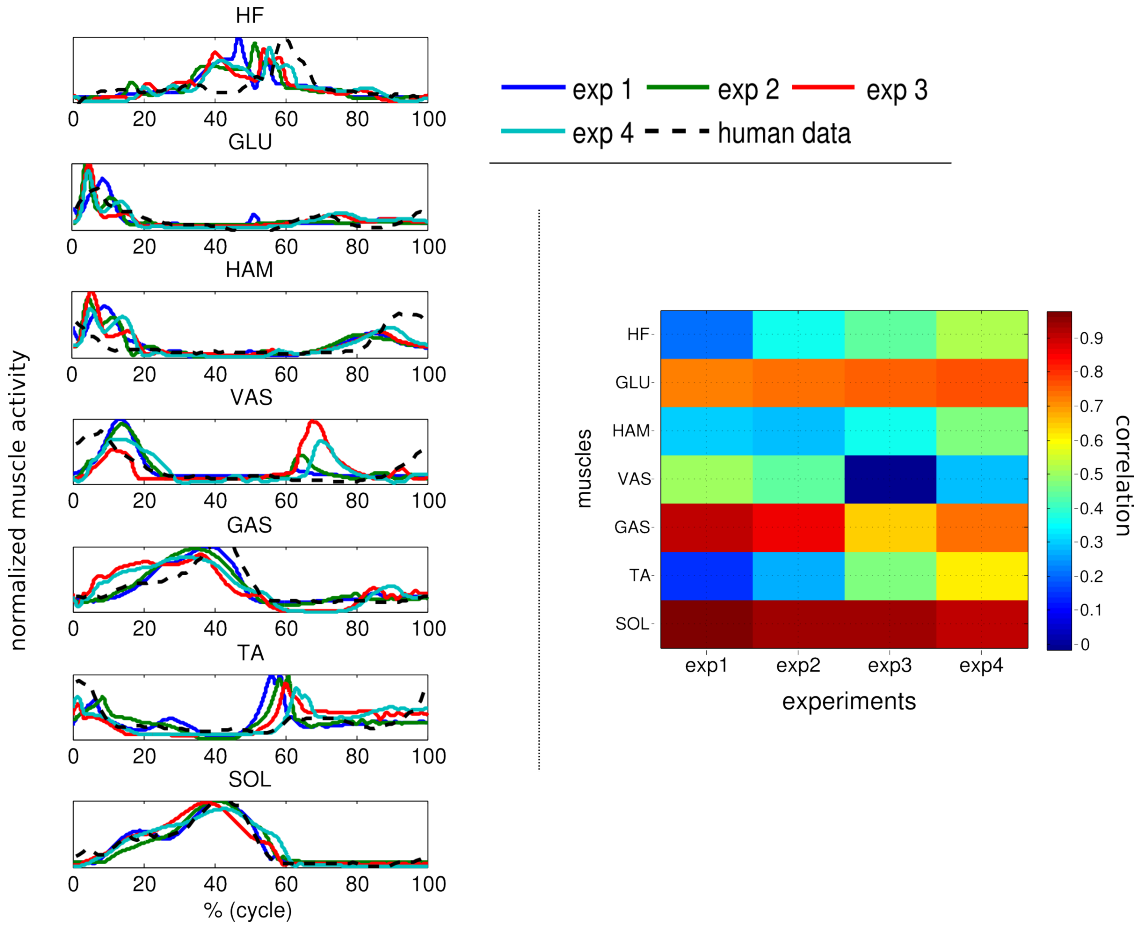 HF
0 20 40 60 80 100
GLU
0 20 40 60 80 100
HAM
0 20 40 60 80 100
VAS
0 20 40 60 80 100
GAS
0 20 40 60 80 100
TA
0 20 40 60 80 100
SOL
0 20 40 60 80 100
% (cycle)
normalized muscle activity
exp 1 exp 2 exp 3
exp 4 human data
HF
GLU
HAM
VAS
GAS
TA
SOL
muscles
exp1 exp2 exp3 exp4
experiments
0.9
0.8
0.7
0.6
0.5
0.4
0.3
0.2
0.1
0
correlation